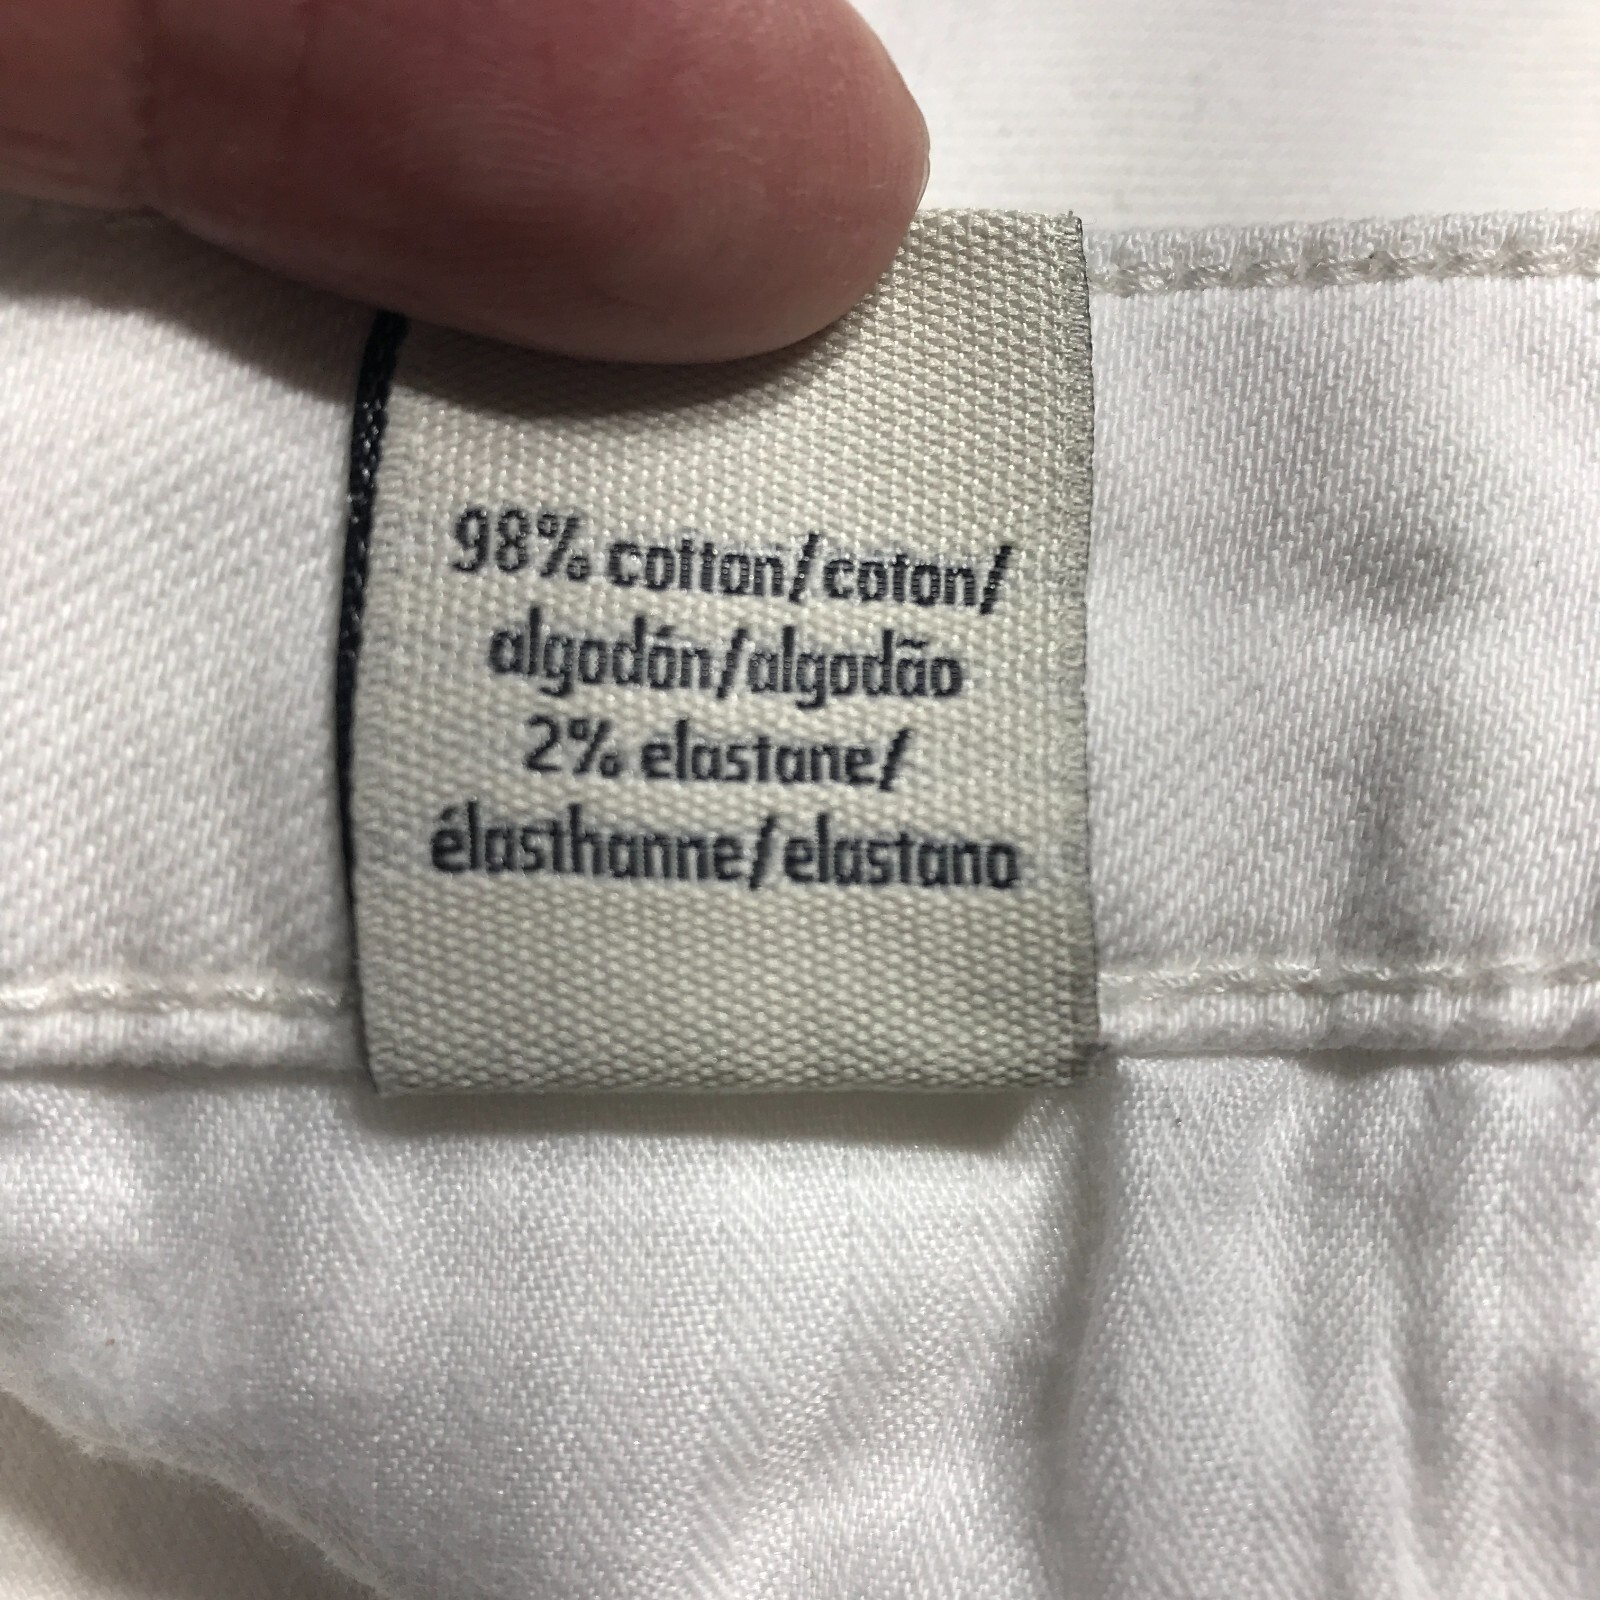 98% cotton/coton/
algodón/algodão
2% elastane/
élasthanne/elastano